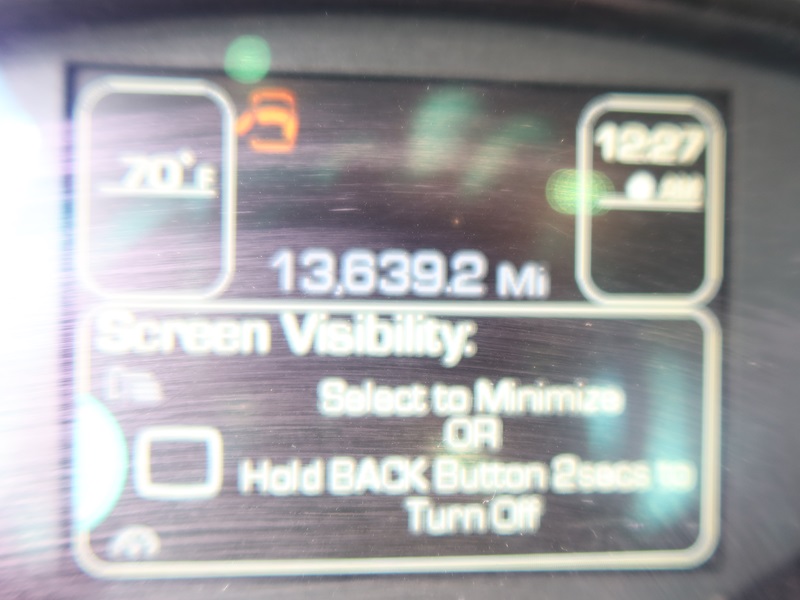 70°F
12:27
AM
13,639.2 Mi
Screen Visibility:
Select to Minimize
OR
Hold BACK Button 2secs to
Turn Off